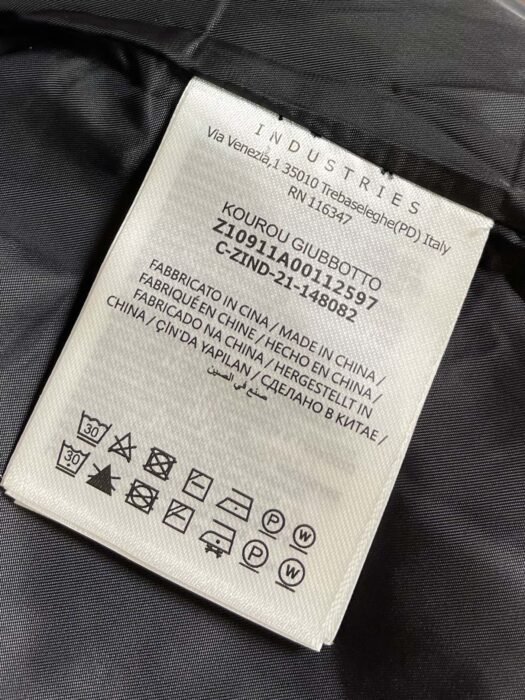 INDUSTRIES
Via Venezia,1 35010 Trebaseleghe(PD) Italy
RN 116347
KOUROU GIUBBOTTO
Z10911A00112597
C-ZIND-21-148082
FABBRICATO IN CINA / MADE IN CHINA /
FABRIQUÉ EN CHINE / HECHO EN CHINA /
FABRICADO NA CHINA / HERGESTELLT IN
CHINA / ÇİN'DA YAPILAN / СДЕЛАНО В КИТАЕ /
صنع في الصين
30 P W
30 P W